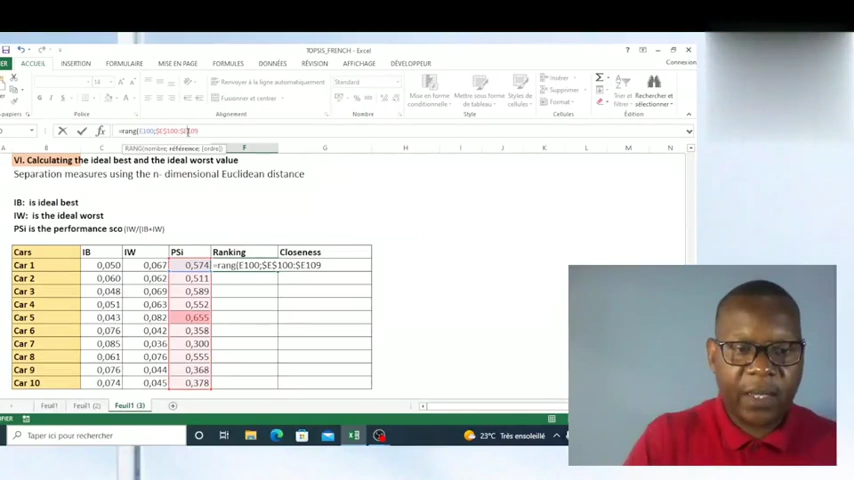 TOPSIS_FRENCH - Excel
Connexion
ACCUEIL INSERTION FORMULAIRE MISE EN PAGE FORMULES DONNÉES RÉVISION AFFICHAGE DÉVELOPPEUR
14
Renvoyer à la ligne automatiquement
Standard
Insérer
Supprimer
Fusionner et centrer
Format
Mise en forme conditionnelle
Mettre sous forme de tableau
Styles de cellules
Trier et filtrer
Rechercher et sélectionner
Presse-papiers
Police
Alignement
Nombre
Style
Cellules
Édition
=rang(E100;$E$100:$E109
RANG(nombre; référence; [ordre])
A B C F H I J K L M N
VI. Calculating the ideal best and the ideal worst value
Separation measures using the n- dimensional Euclidean distance
IB: is ideal best
IW: is the ideal worst
PSi is the performance sco (IW/(IB+IW)
Cars IB IW PSi Ranking Closeness
Car 1 0,050 0,067 0,574 =rang(E100;$E$100:$E109
Car 2 0,060 0,062 0,511
Car 3 0,048 0,069 0,589
Car 4 0,051 0,063 0,552
Car 5 0,043 0,082 0,655
Car 6 0,076 0,042 0,358
Car 7 0,085 0,036 0,300
Car 8 0,061 0,076 0,555
Car 9 0,076 0,044 0,368
Car 10 0,074 0,045 0,378
Feuil1 Feuil1 (2) Feuil1 (3)
IFIER
Taper ici pour rechercher
23°C Très ensoleillé